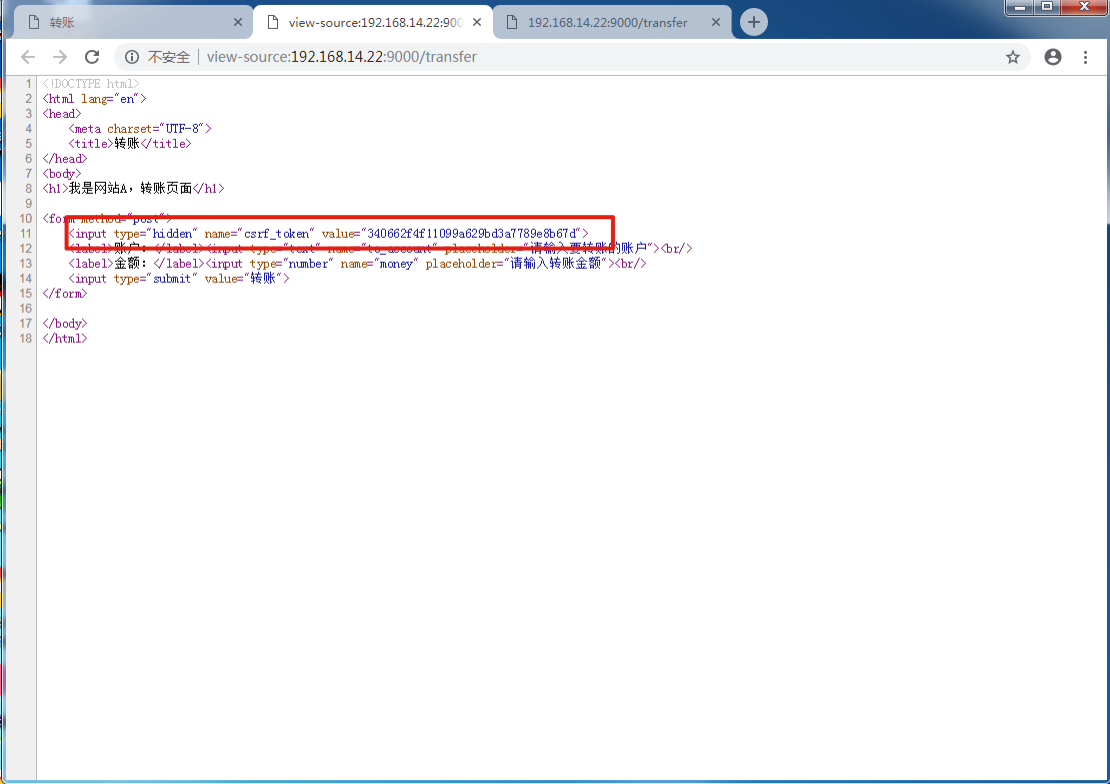 转账
view-source:192.168.14.22:900
192.168.14.22:9000/transfer
不安全 | view-source:192.168.14.22:9000/transfer
1 <!DOCTYPE html>
2 <html lang="en">
3 <head>
4 <meta charset="UTF-8">
5 <title>转账</title>
6 </head>
7 <body>
8 <h1>我是网站A，转账页面</h1>
9
10 <form method="post">
11 <input type="hidden" name="csrf_token" value="340662f4f11099a629bd3a7789e8b67d">
12 <label>账户：</label><input type="text" name="to_account" placeholder="请输入要转账的账户"><br/>
13 <label>金额：</label><input type="number" name="money" placeholder="请输入转账金额"><br/>
14 <input type="submit" value="转账">
15 </form>
16
17 </body>
18 </html>